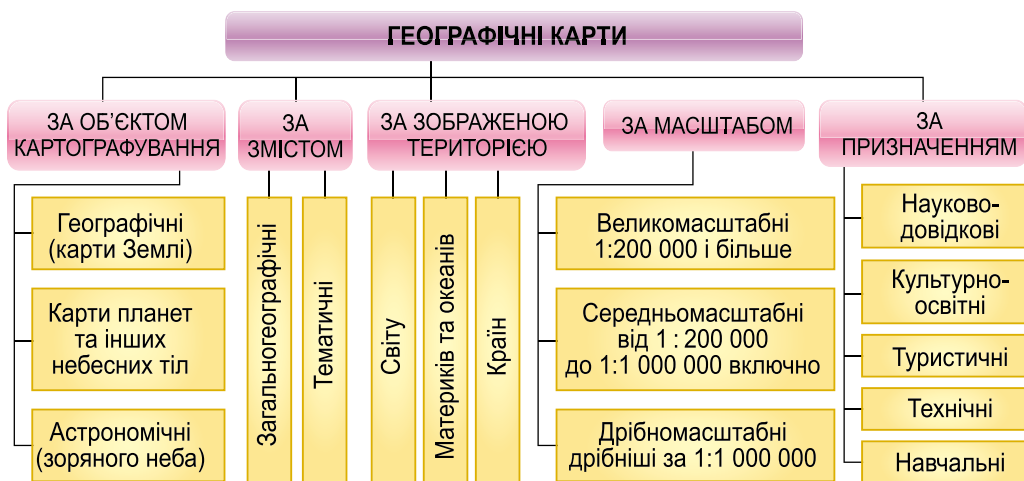 ГЕОГРАФІЧНІ КАРТИ
ЗА ОБ’ЄКТОМ
КАРТОГРАФУВАННЯ
Географічні
(карти Землі)
Карти планет
та інших
небесних тіл
Астрономічні
(зоряного неба)
ЗА
ЗМІСТОМ
Загальногеографічні
Тематичні
ЗА ЗОБРАЖЕНОЮ
ТЕРИТОРІЄЮ
Світу
Материків та океанів
Країн
ЗА МАСШТАБОМ
Великомасштабні
1:200 000 і більше
Середньомасштабні
від 1 : 200 000
до 1:1 000 000 включно
Дрібномасштабні
дрібніші за 1:1 000 000
ЗА
ПРИЗНАЧЕННЯМ
Науково-
довідкові
Культурно-
освітні
Туристичні
Технічні
Навчальні